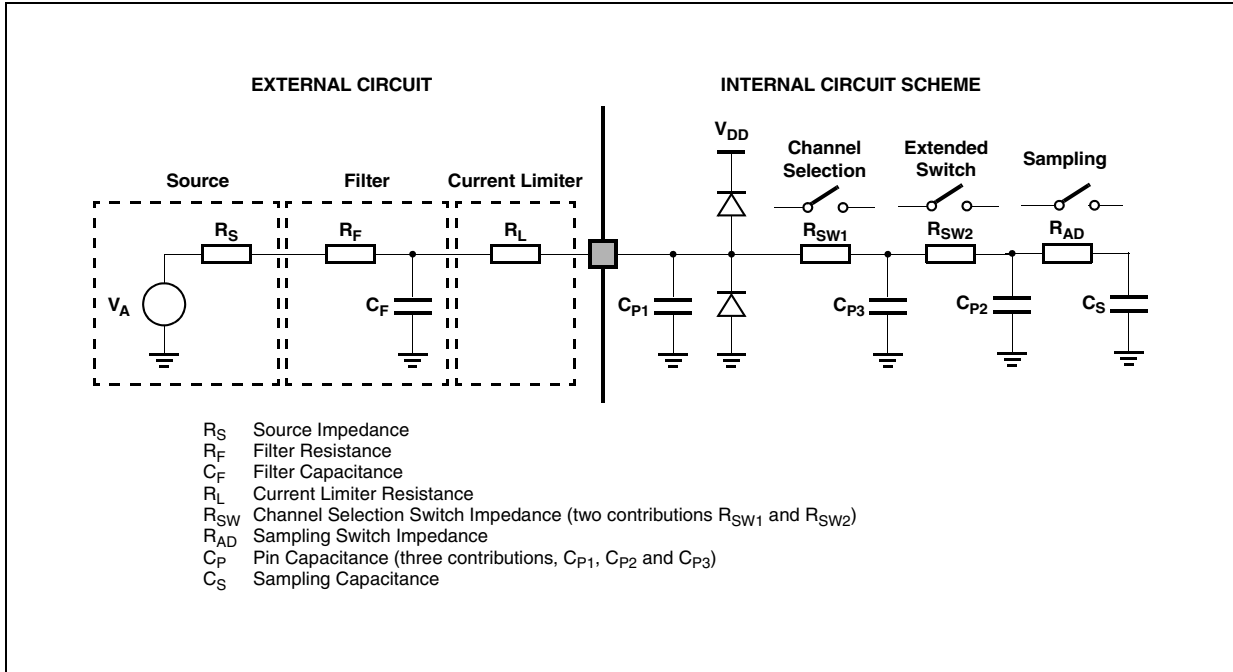 EXTERNAL CIRCUIT
INTERNAL CIRCUIT SCHEME
VDD
Channel
Selection
Extended
Switch
Sampling
Source
Filter
Current Limiter
RS
RF
RL
RSW1
RSW2
RAD
VA
CF
CP1
CP3
CP2
CS
RS Source Impedance
RF Filter Resistance
CF Filter Capacitance
RL Current Limiter Resistance
RSW Channel Selection Switch Impedance (two contributions RSW1 and RSW2)
RAD Sampling Switch Impedance
CP Pin Capacitance (three contributions, CP1, CP2 and CP3)
CS Sampling Capacitance